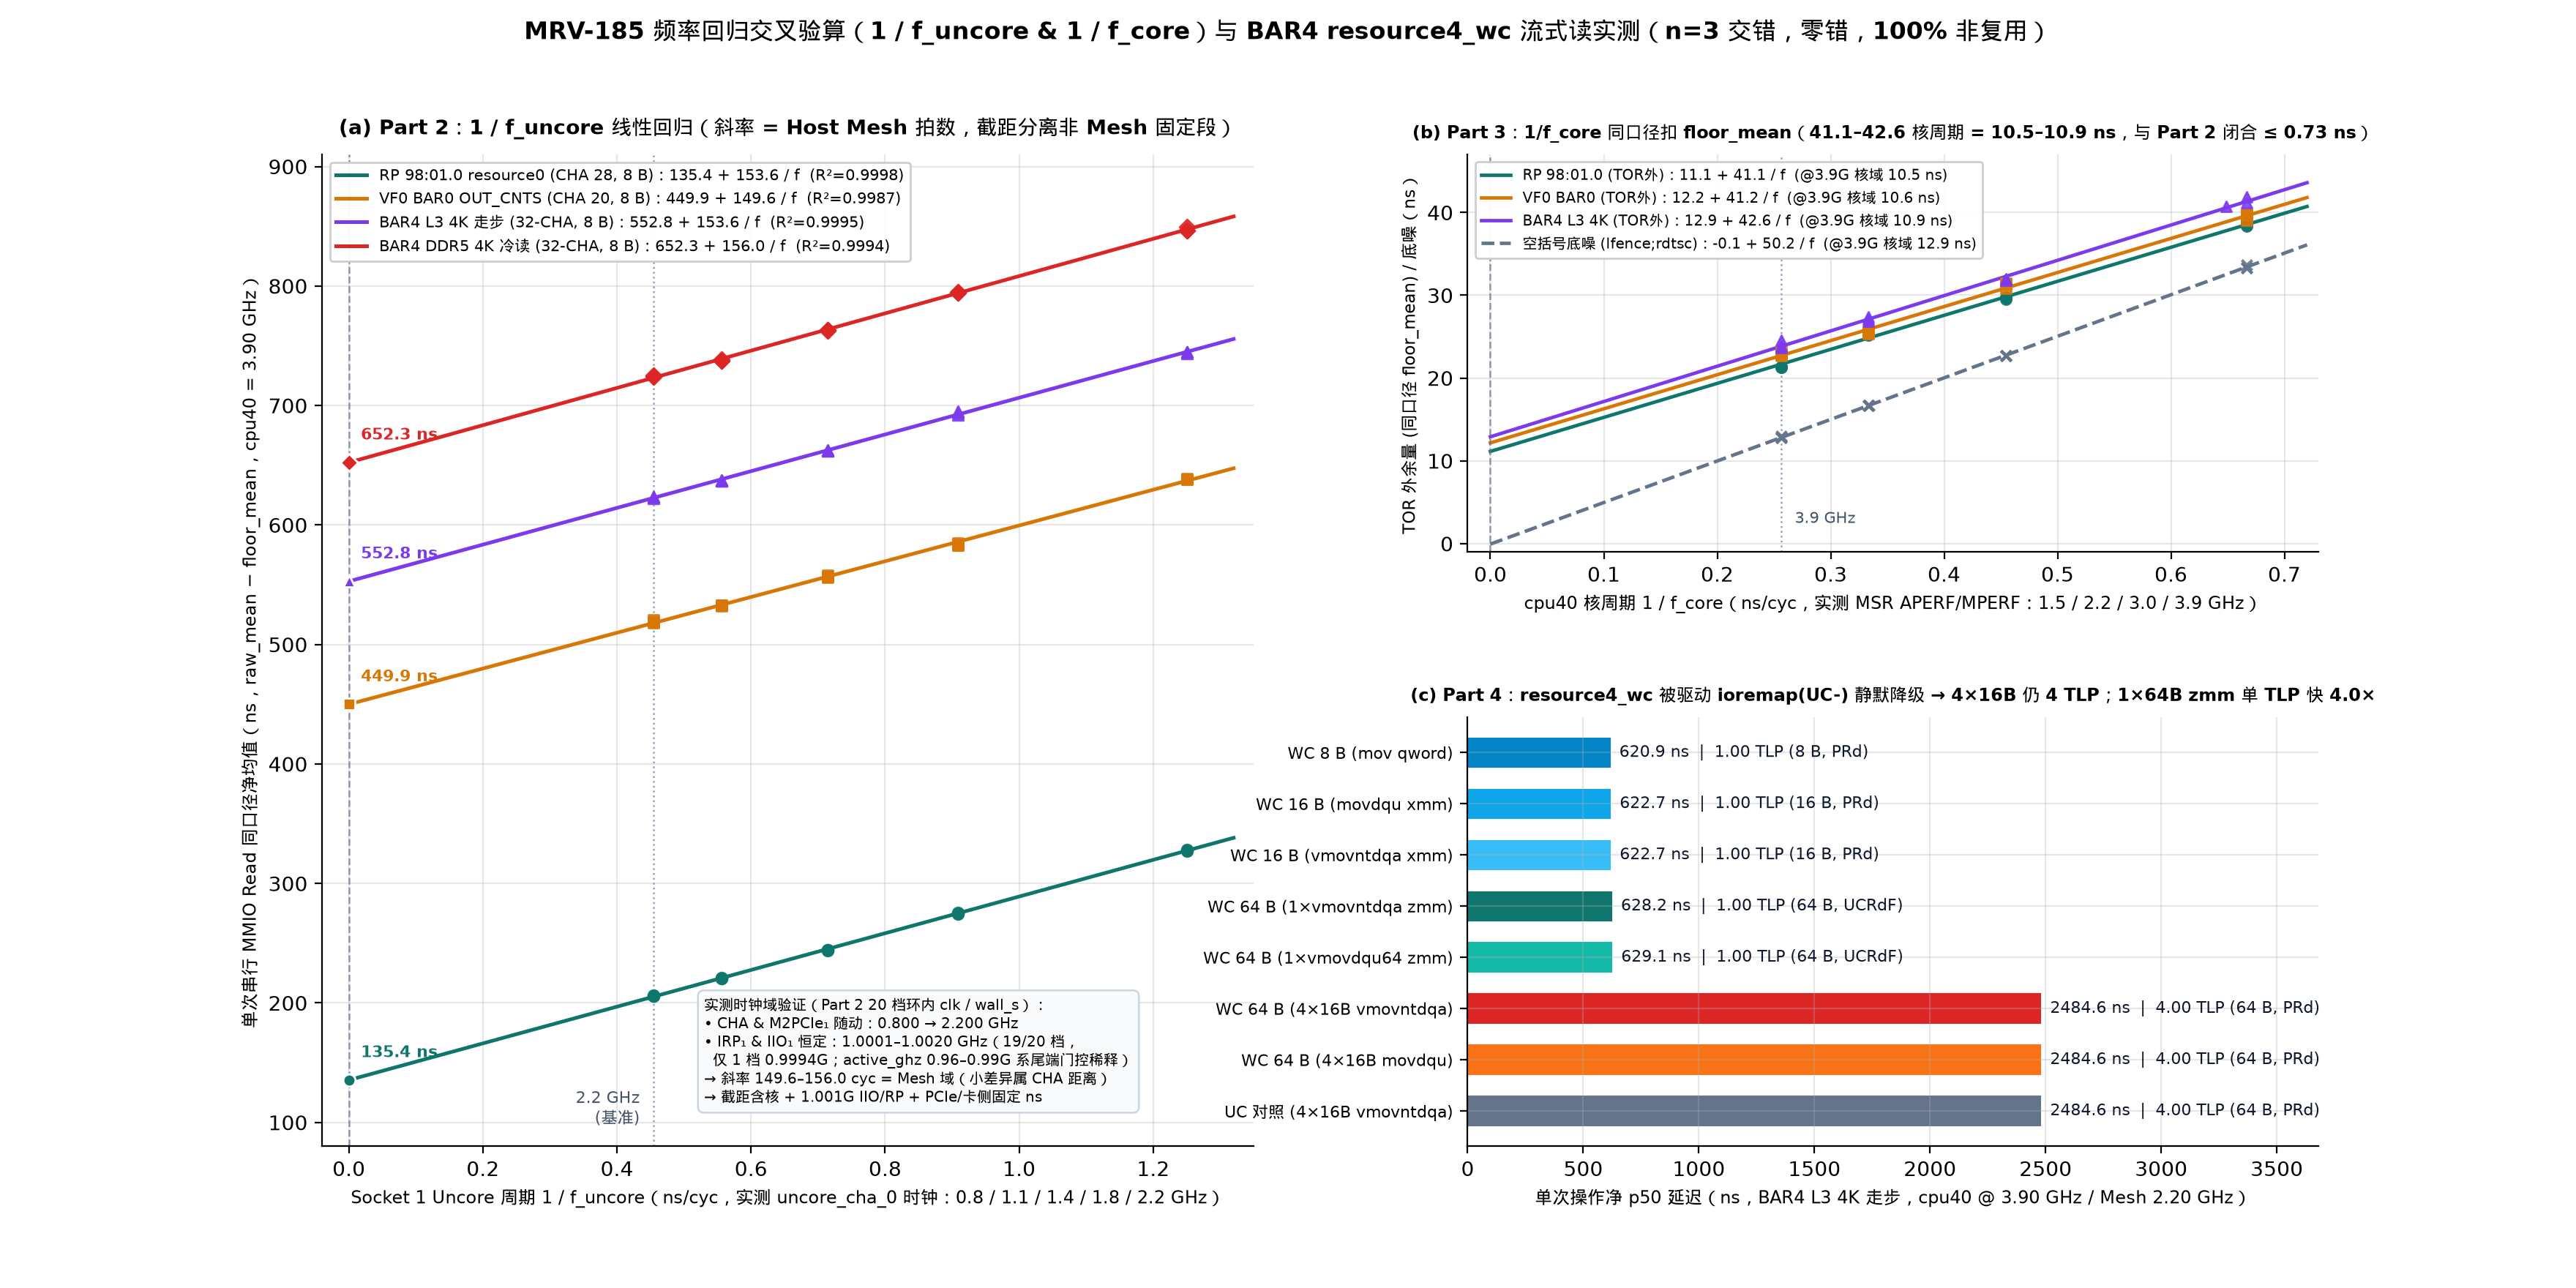 MRV-185 频率回归交叉验算（1 / f_uncore & 1 / f_core）与 BAR4 resource4_wc 流式读实测（n=3 交错，零错，100% 非复用）
(a) Part 2：1 / f_uncore 线性回归（斜率 = Host Mesh 拍数，截距分离非 Mesh 固定段）
单次串行 MMIO Read 同口径净均值（ns，raw_mean − floor_mean，cpu40 = 3.90 GHz）
900
800
700
600
500
400
300
200
100
RP 98:01.0 resource0 (CHA 28, 8 B)：135.4 + 153.6 / f (R²=0.9998)
VF0 BAR0 OUT_CNTS (CHA 20, 8 B)：449.9 + 149.6 / f (R²=0.9987)
BAR4 L3 4K 走步 (32-CHA, 8 B)：552.8 + 153.6 / f (R²=0.9995)
BAR4 DDR5 4K 冷读 (32-CHA, 8 B)：652.3 + 156.0 / f (R²=0.9994)
652.3 ns
552.8 ns
449.9 ns
135.4 ns
2.2 GHz
(基准)
实测时钟域验证（Part 2 20 档环内 clk / wall_s）：
• CHA & M2PCIe₁ 随动：0.800 → 2.200 GHz
• IRP₁ & IIO₁ 恒定：1.0001–1.0020 GHz（19/20 档，
仅 1 档 0.9994G；active_ghz 0.96–0.99G 系尾端门控稀释）
→ 斜率 149.6–156.0 cyc = Mesh 域（小差异属 CHA 距离）
→ 截距含核 + 1.001G IIO/RP + PCIe/卡侧固定 ns
0.0 0.2 0.4 0.6 0.8 1.0 1.2
Socket 1 Uncore 周期 1 / f_uncore（ns/cyc，实测 uncore_cha_0 时钟：0.8 / 1.1 / 1.4 / 1.8 / 2.2 GHz）
(b) Part 3：1/f_core 同口径扣 floor_mean（41.1–42.6 核周期 = 10.5–10.9 ns，与 Part 2 闭合 ≤ 0.73 ns）
TOR 外余量 (同口径 floor_mean) / 底噪（ns）
40
30
20
10
0
RP 98:01.0 (TOR外)：11.1 + 41.1 / f (@3.9G 核域 10.5 ns)
VF0 BAR0 (TOR外)：12.2 + 41.2 / f (@3.9G 核域 10.6 ns)
BAR4 L3 4K (TOR外)：12.9 + 42.6 / f (@3.9G 核域 10.9 ns)
空括号底噪 (lfence;rdtsc)：-0.1 + 50.2 / f (@3.9G 核域 12.9 ns)
3.9 GHz
0.0 0.1 0.2 0.3 0.4 0.5 0.6 0.7
cpu40 核周期 1 / f_core（ns/cyc，实测 MSR APERF/MPERF：1.5 / 2.2 / 3.0 / 3.9 GHz）
(c) Part 4：resource4_wc 被驱动 ioremap(UC-) 静默降级 → 4×16B 仍 4 TLP；1×64B zmm 单 TLP 快 4.0×
WC 8 B (mov qword) 620.9 ns | 1.00 TLP (8 B, PRd)
WC 16 B (movdqu xmm) 622.7 ns | 1.00 TLP (16 B, PRd)
WC 16 B (vmovntdqa xmm) 622.7 ns | 1.00 TLP (16 B, PRd)
WC 64 B (1×vmovntdqa zmm) 628.2 ns | 1.00 TLP (64 B, UCRdF)
WC 64 B (1×vmovdqu64 zmm) 629.1 ns | 1.00 TLP (64 B, UCRdF)
WC 64 B (4×16B vmovntdqa) 2484.6 ns | 4.00 TLP (64 B, PRd)
WC 64 B (4×16B movdqu) 2484.6 ns | 4.00 TLP (64 B, PRd)
UC 对照 (4×16B vmovntdqa) 2484.6 ns | 4.00 TLP (64 B, PRd)
0 500 1000 1500 2000 2500 3000 3500
单次操作净 p50 延迟（ns，BAR4 L3 4K 走步，cpu40 @ 3.90 GHz / Mesh 2.20 GHz）